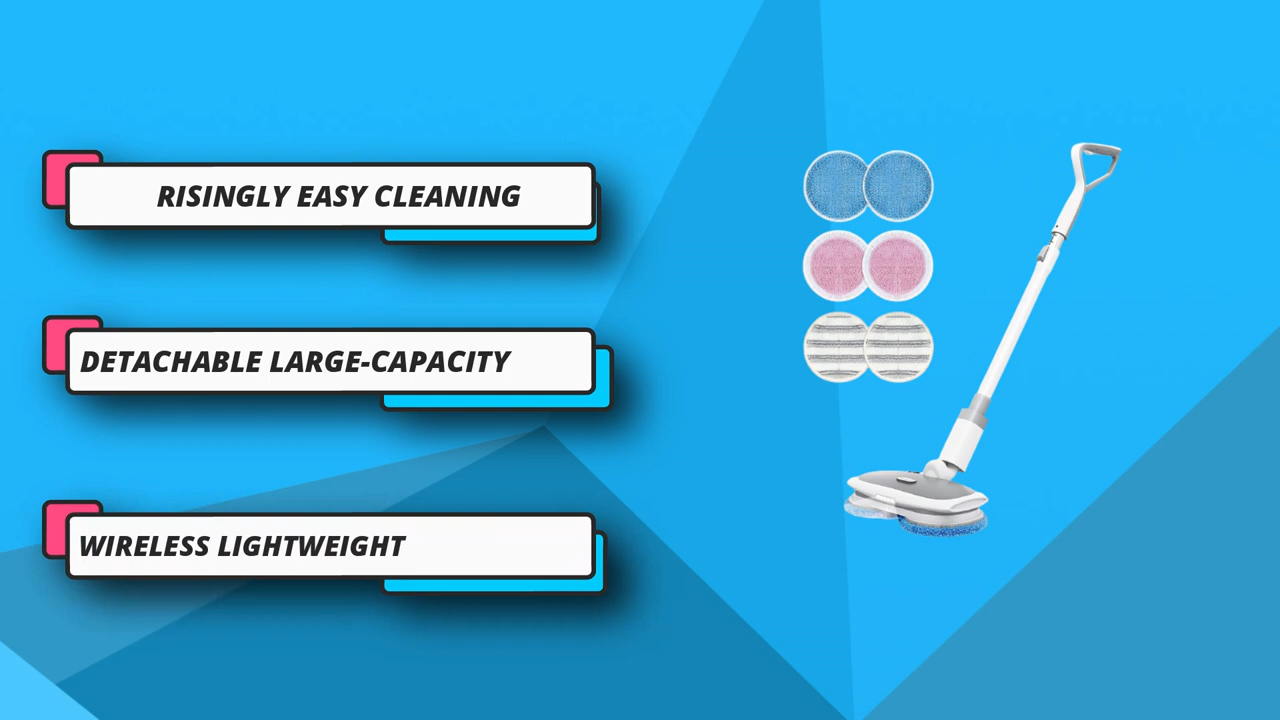 RISINGLY EASY CLEANING
DETACHABLE LARGE-CAPACITY
WIRELESS LIGHTWEIGHT